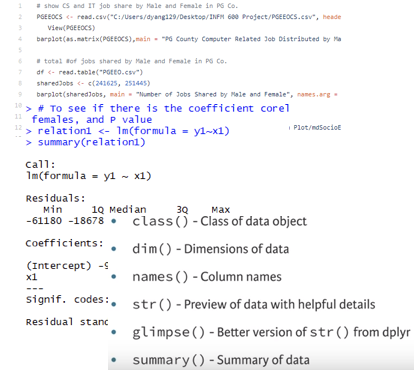 1 # show CS and IT job share by Male and Female in PG Co.
2 PGEEOCS <- read.csv("C:/Users/dyang129/Desktop/INFM 600 Project/PGEEOCS.csv", heade
3 View(PGEEOCS)
4 barplot(as.matrix(PGEEOCS),main = "PG County Computer Related Job Distributed by Ma
5
6 # total #of jobs shared by Male and Female in PG Co.
7 df <- read.table("PGEEO.csv")
8 sharedJobs <- c(241625, 251445)
9 barplot(sharedJobs, main = "Number of Jobs Shared by Male and Female", names.arg =
10
> # To see if there is the coefficient corel
11
females, and P value
12
> relation1 <- lm(formula = y1~x1)
Plot/mdSocioE
> summary(relation1)
Call:
lm(formula = y1 ~ x1)
Residuals:
Min 1Q Median 3Q Max
-61180 -18678
• class() - Class of data object
Coefficients:
• dim() - Dimensions of data
(Intercept) -9
• names() - Column names
x1
---
Signif. codes:
• str() - Preview of data with helpful details
Residual stand
• glimpse() - Better version of str() from dplyr
• summary() - Summary of data